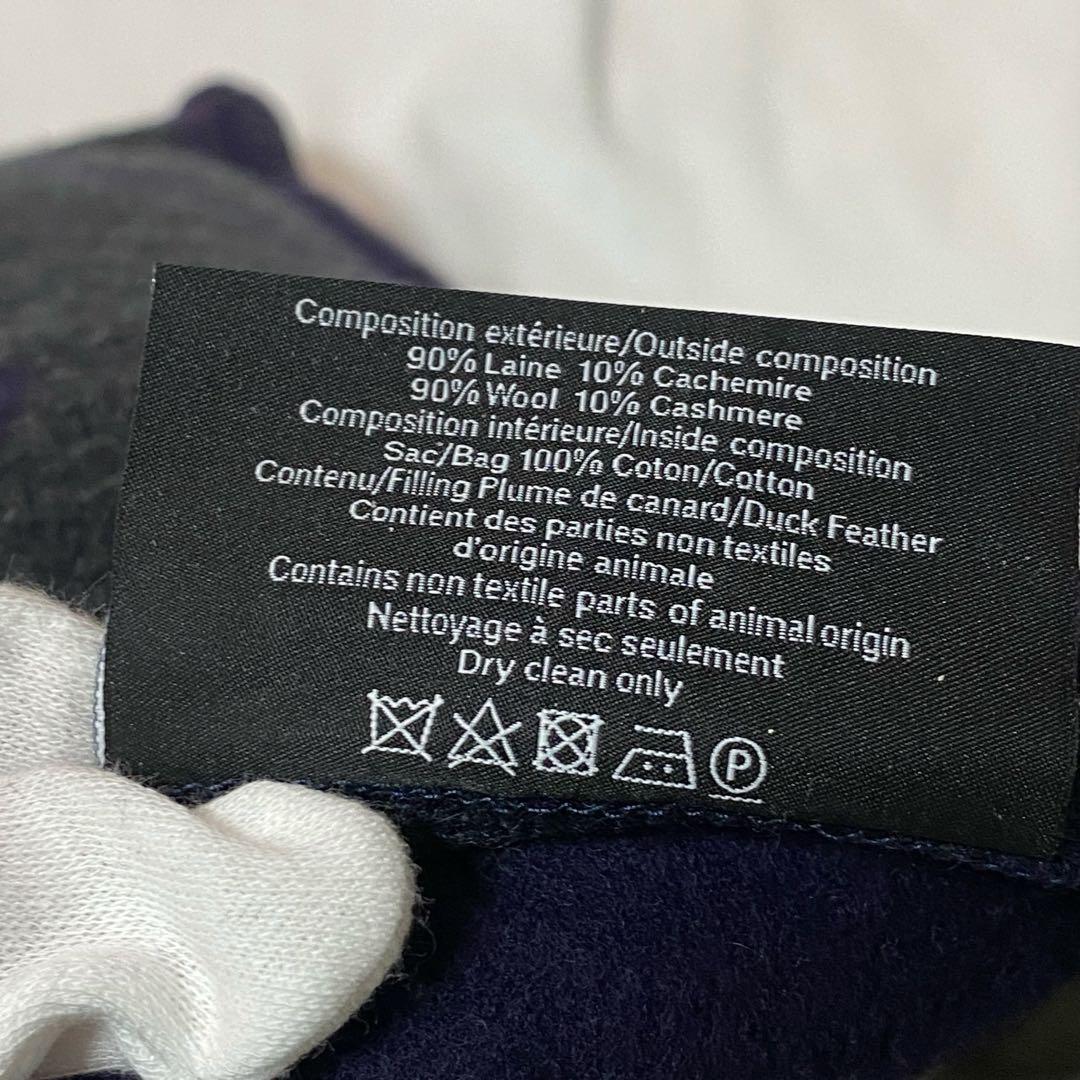 Composition extérieure/Outside composition
90% Laine 10% Cachemire
90% Wool 10% Cashmere
Composition intérieure/Inside composition
Sac/Bag 100% Coton/Cotton
Contenu/Filling Plume de canard/Duck Feather
Contient des parties non textiles
d'origine animale
Contains non textile parts of animal origin
Nettoyage à sec seulement
Dry clean only
P